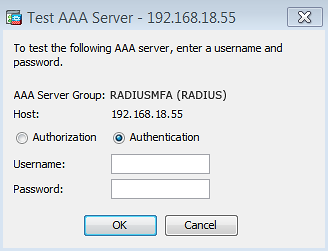 Test AAA Server - 192.168.18.55
To test the following AAA server, enter a username and
password.
AAA Server Group: RADIUSMFA (RADIUS)
Host: 192.168.18.55
Authorization Authentication
Username:
Password:
OK Cancel